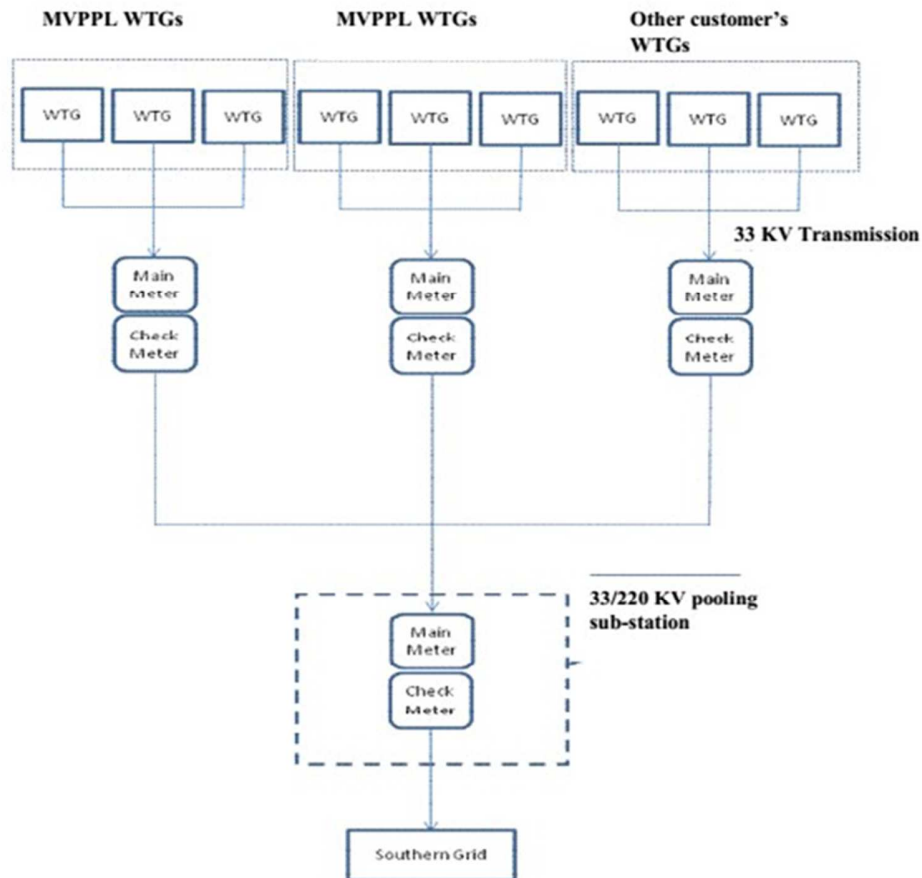 MVPPL WTGs
MVPPL WTGs
Other customer's
WTGs
WTG
WTG
WTG
WTG
WTG
WTG
WTG
WTG
WTG
33 KV Transmission
Main
Meter
Check
Meter
Main
Meter
Check
Meter
Main
Meter
Check
Meter
33/220 KV pooling
sub-station
Main
Meter
Check
Meter
Southern Grid